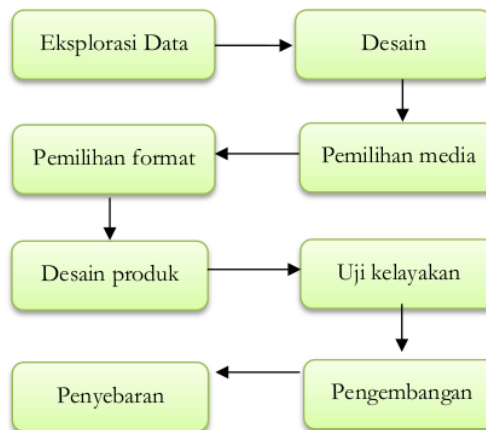 Eksplorasi Data
Desain
Pemilihan media
Pemilihan format
Desain produk
Uji kelayakan
Pengembangan
Penyebaran